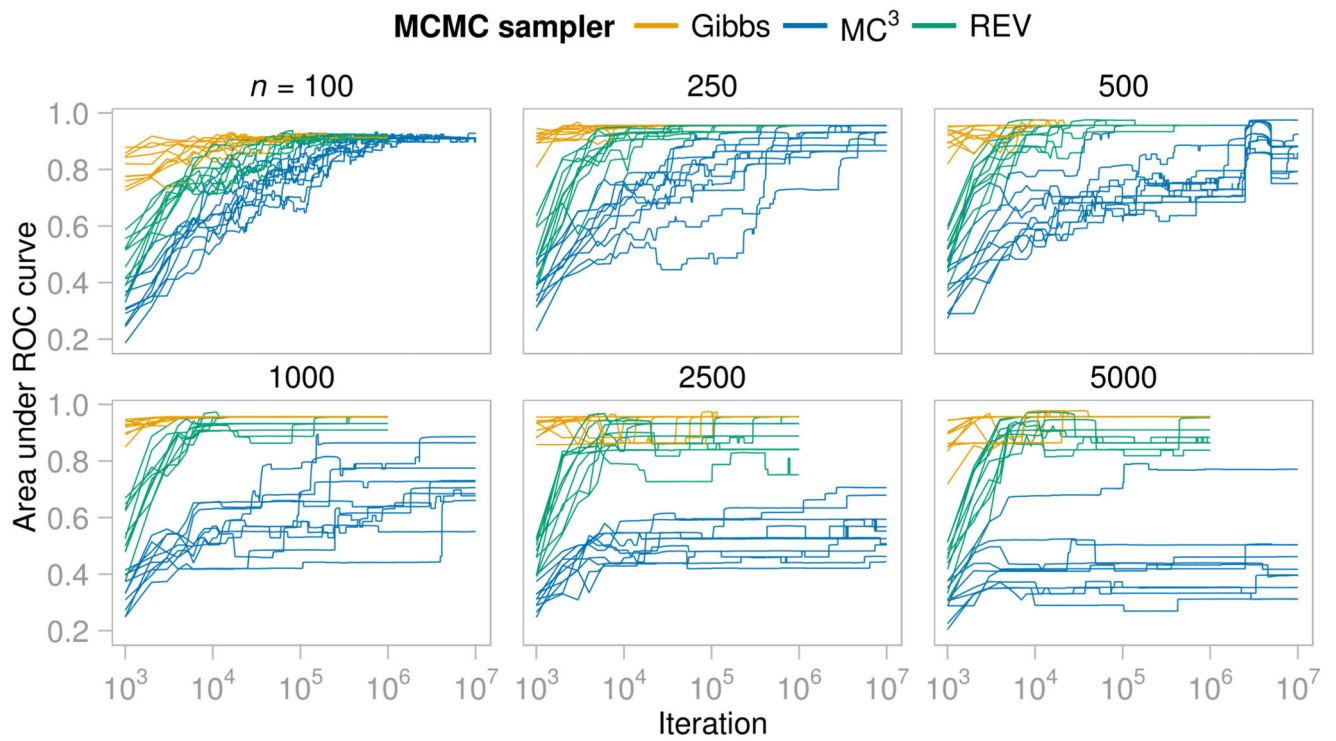 MCMC sampler Gibbs MC³ REV
n = 100 250 500
1.0
0.8
0.6
0.4
0.2
1000 2500 5000
1.0
0.8
0.6
0.4
0.2
Area under ROC curve
10³ 10⁴ 10⁵ 10⁶ 10⁷ 10³ 10⁴ 10⁵ 10⁶ 10⁷ 10³ 10⁴ 10⁵ 10⁶ 10⁷
Iteration